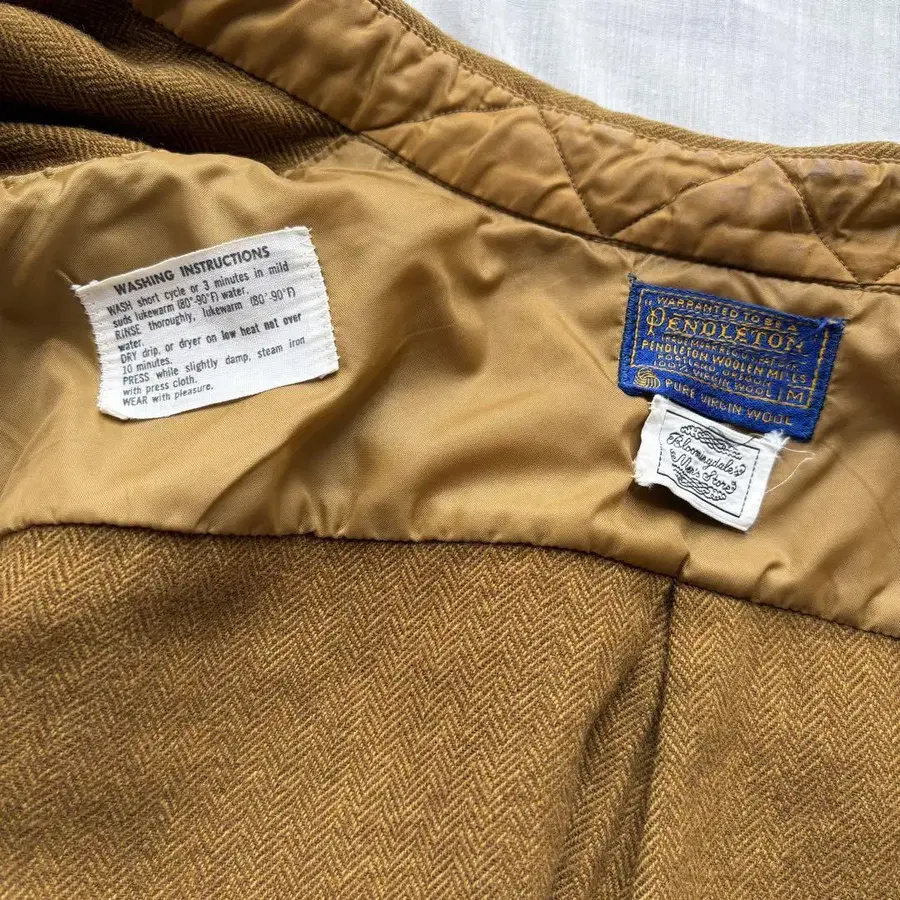 WASHING INSTRUCTIONS
WASH short cycle or 3 minutes in mild
suds lukewarm (80°-90°F) water.
RINSE thoroughly, lukewarm (80°-90°F)
water.
DRY drip, or dryer on low heat not over
10 minutes.
PRESS while slightly damp, steam iron
with press cloth.
WEAR with pleasure.
WARRANTED TO BE A
"PENDLETON
PENDLETON WOOLEN MILLS
PORTLAND, OREGON
100% VIRGIN WOOL
M
PURE VIRGIN WOOL
Bloomingdale's
Men's Store